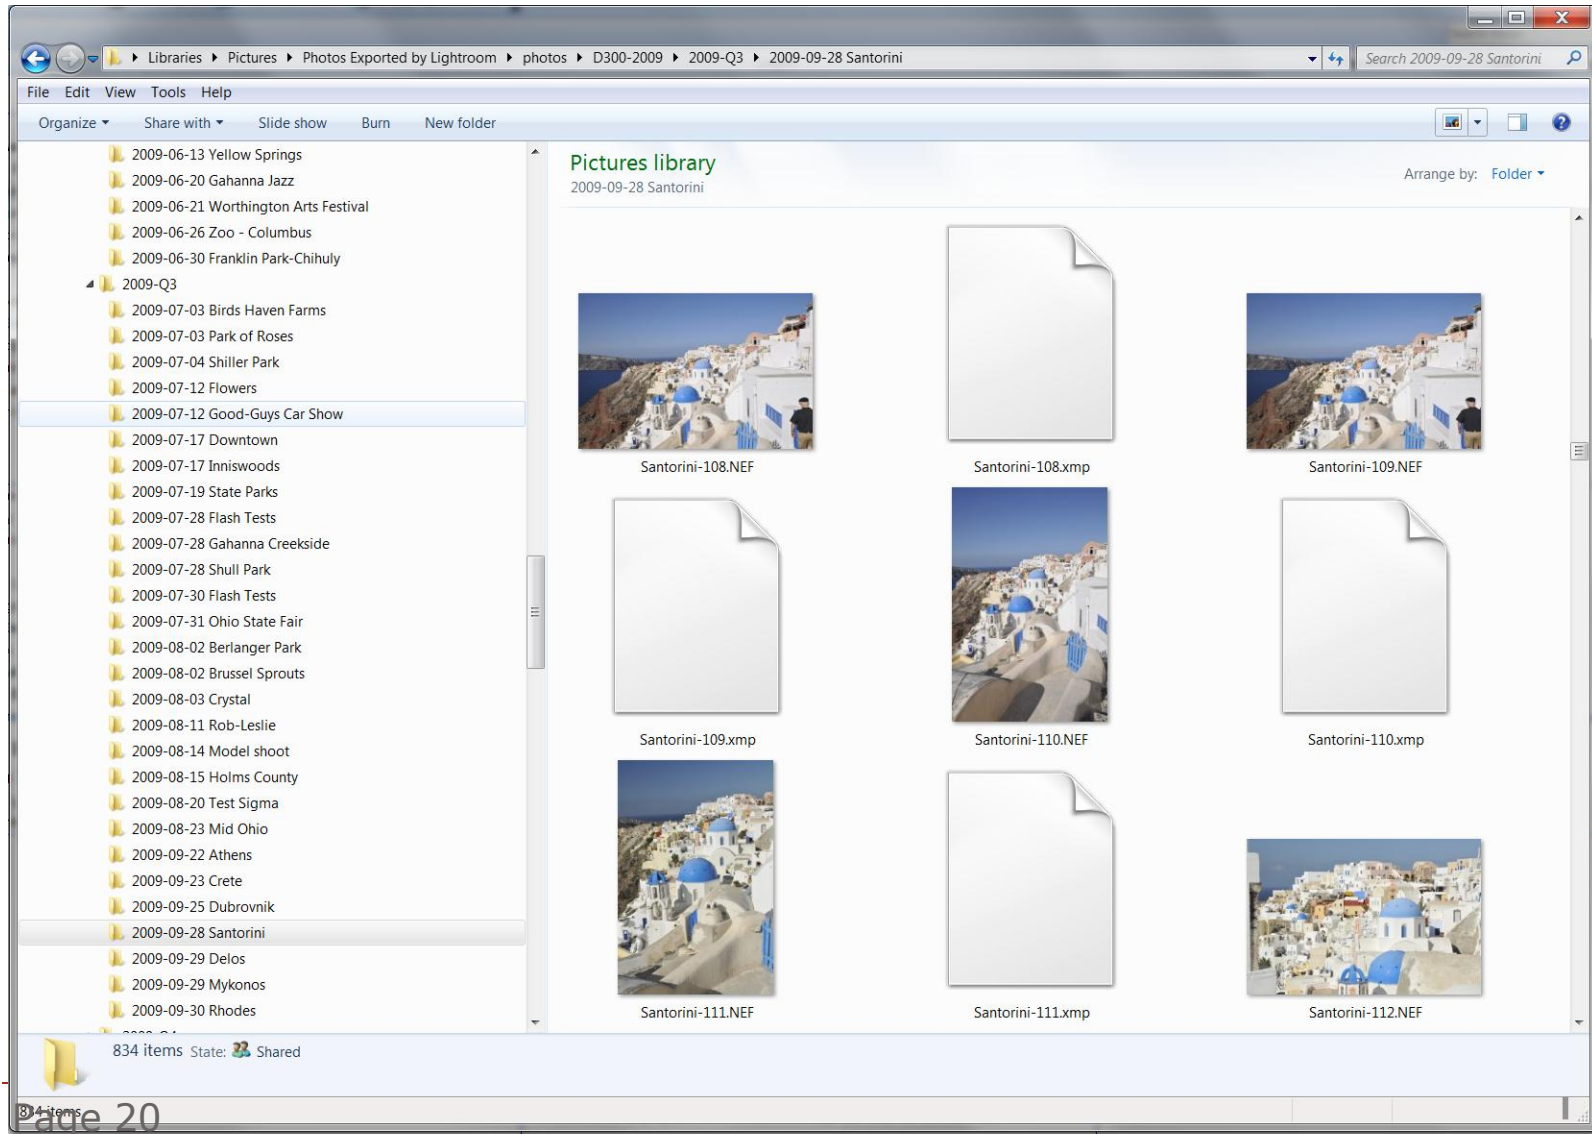 Libraries ▸ Pictures ▸ Photos Exported by Lightroom ▸ photos ▸ D300-2009 ▸ 2009-Q3 ▸ 2009-09-28 Santorini
Search 2009-09-28 Santorini
File Edit View Tools Help
Organize Share with Slide show Burn New folder
2009-06-13 Yellow Springs
2009-06-20 Gahanna Jazz
2009-06-21 Worthington Arts Festival
2009-06-26 Zoo - Columbus
2009-06-30 Franklin Park-Chihuly
2009-Q3
2009-07-03 Birds Haven Farms
2009-07-03 Park of Roses
2009-07-04 Shiller Park
2009-07-12 Flowers
2009-07-12 Good-Guys Car Show
2009-07-17 Downtown
2009-07-17 Inniswoods
2009-07-19 State Parks
2009-07-28 Flash Tests
2009-07-28 Gahanna Creekside
2009-07-28 Shull Park
2009-07-30 Flash Tests
2009-07-31 Ohio State Fair
2009-08-02 Berlanger Park
2009-08-02 Brussel Sprouts
2009-08-03 Crystal
2009-08-11 Rob-Leslie
2009-08-14 Model shoot
2009-08-15 Holms County
2009-08-20 Test Sigma
2009-08-23 Mid Ohio
2009-09-22 Athens
2009-09-23 Crete
2009-09-25 Dubrovnik
2009-09-28 Santorini
2009-09-29 Delos
2009-09-29 Mykonos
2009-09-30 Rhodes
Pictures library
2009-09-28 Santorini
Arrange by: Folder
Santorini-108.NEF
Santorini-108.xmp
Santorini-109.NEF
Santorini-109.xmp
Santorini-110.NEF
Santorini-110.xmp
Santorini-111.NEF
Santorini-111.xmp
Santorini-112.NEF
834 items State: Shared
834 items
Page 20